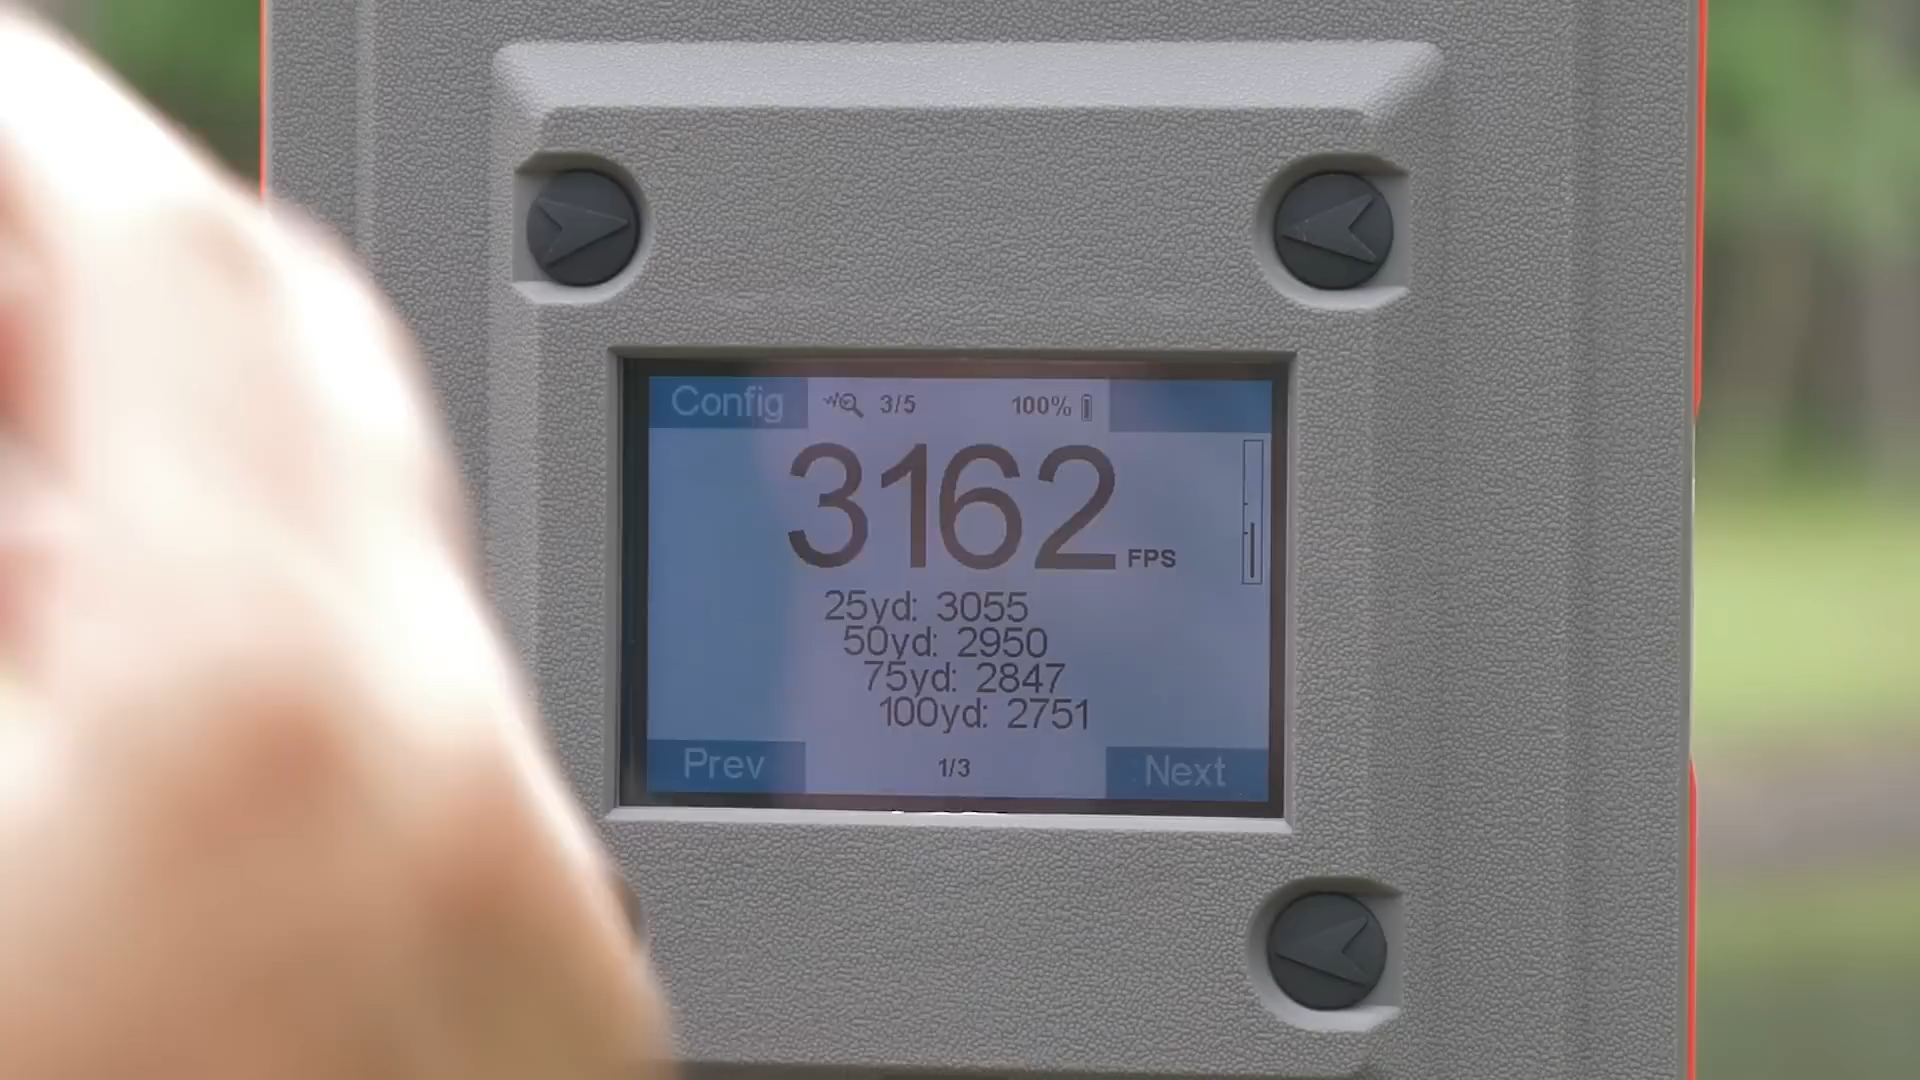 Config 3/5 100%
3162 FPS
25yd: 3055
50yd: 2950
75yd: 2847
100yd: 2751
Prev 1/3 Next